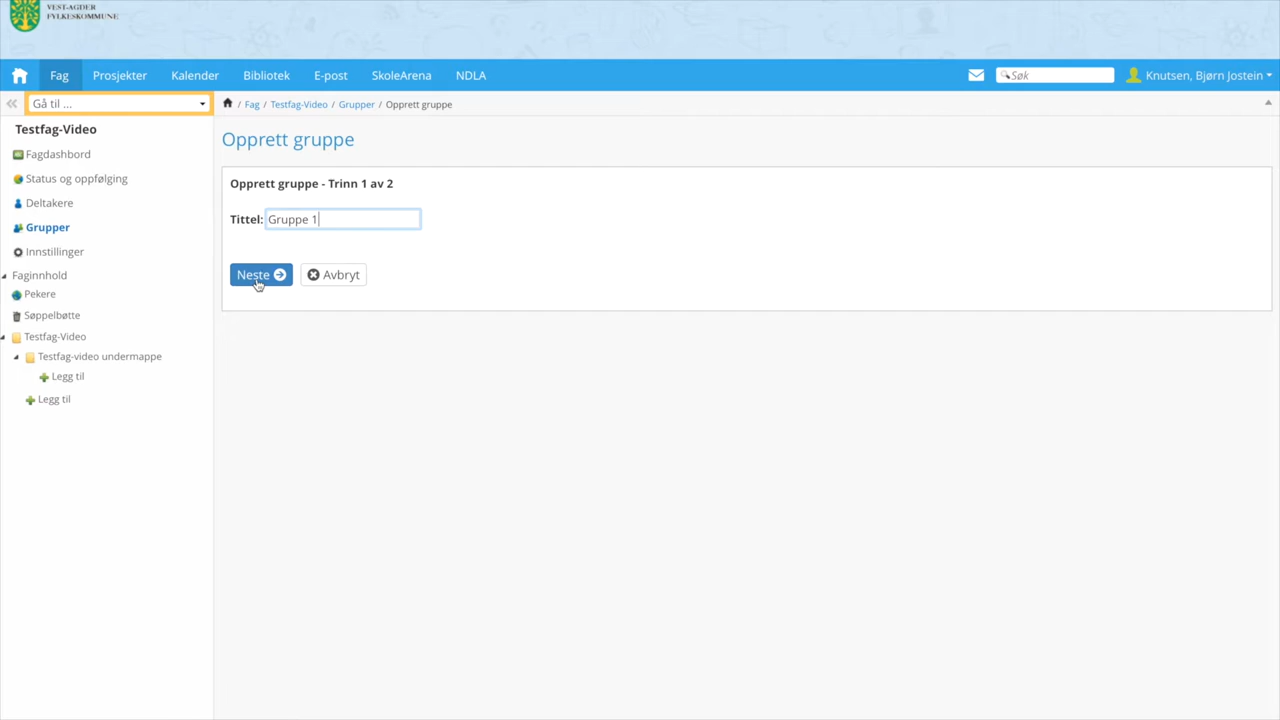 VEST-AGDER
FYLKESKOMMUNE
Fag Prosjekter Kalender Bibliotek E-post SkoleArena NDLA Søk Knutsen, Bjørn Jostein
Gå til ... / Fag / Testfag-Video / Grupper / Opprett gruppe
Testfag-Video
Fagdashbord
Status og oppfølging
Deltakere
Grupper
Innstillinger
Faginnhold
Pekere
Søppelbøtte
Testfag-Video
Testfag-video undermappe
Legg til
Legg til
Opprett gruppe
Opprett gruppe - Trinn 1 av 2
Tittel: Gruppe 1
Neste Avbryt